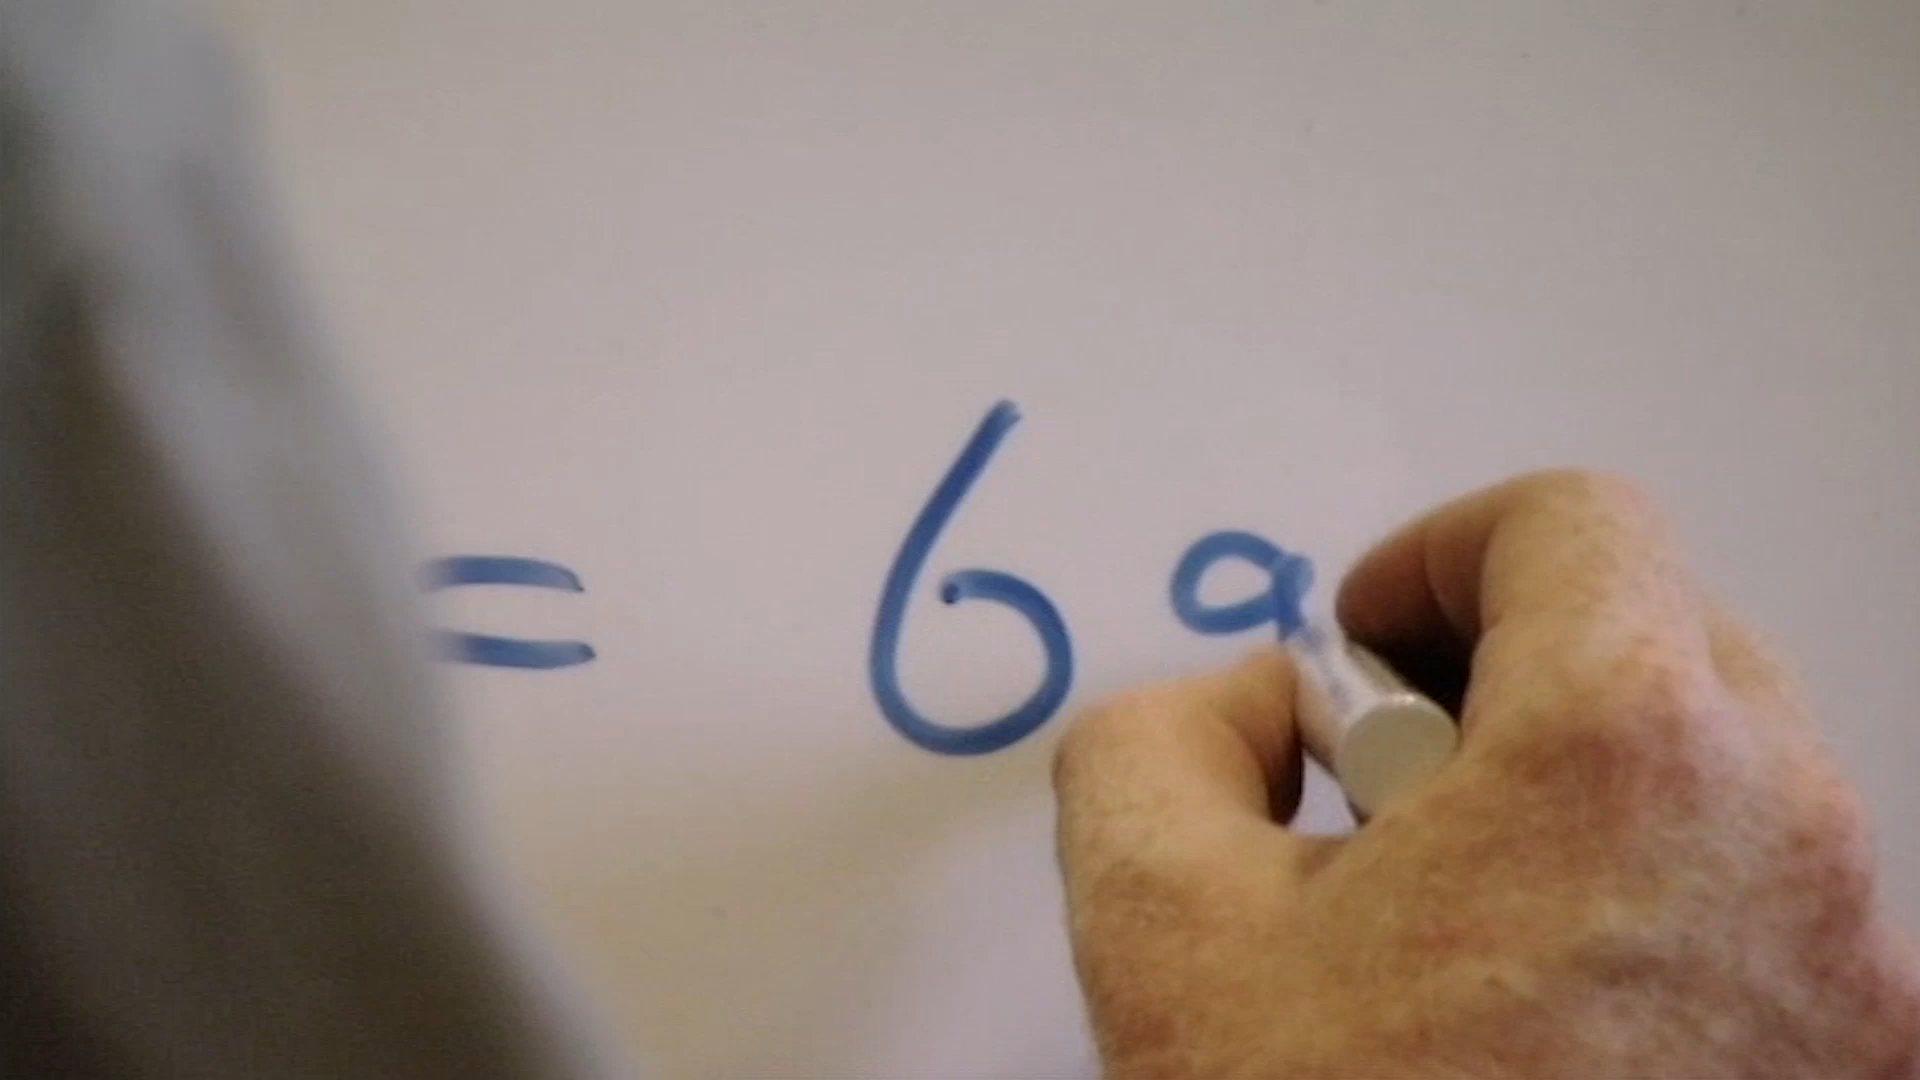 = 6a